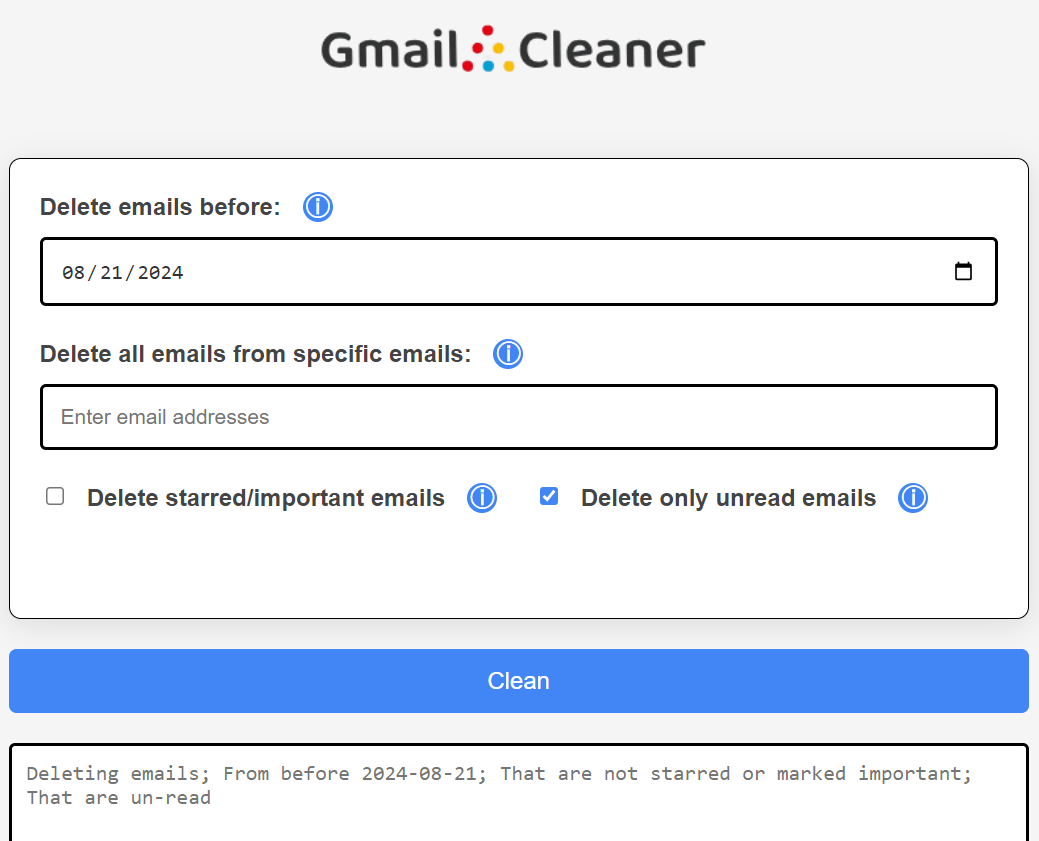 Gmail Cleaner
Delete emails before:
08/21/2024
Delete all emails from specific emails:
Enter email addresses
Delete starred/important emails Delete only unread emails
Clean
Deleting emails; From before 2024-08-21; That are not starred or marked important;
That are un-read